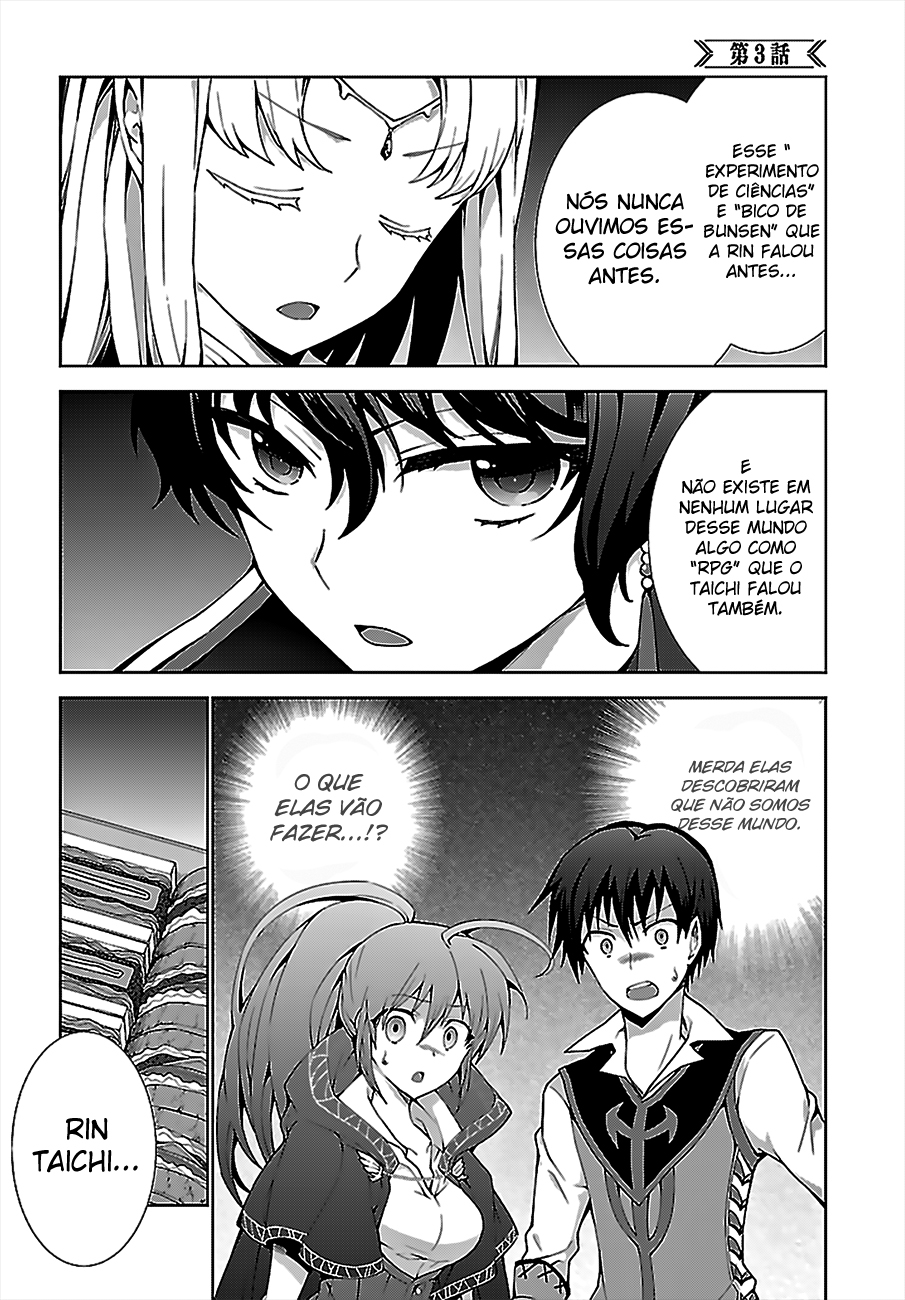 第3話
ESSE "
EXPERIMENTO
DE CIÊNCIAS"
E "BICO DE
BUNSEN" QUE
A RIN FALOU
ANTES...
NÓS NUNCA
OUVIMOS ES-
SAS COISAS
ANTES.
E
NÃO EXISTE EM
NENHUM LUGAR
DESSE MUNDO
ALGO COMO
"RPG" QUE O
TAICHI FALOU
TAMBÉM.
MERDA ELAS
DESCOBRIRAM
QUE NÃO SOMOS
DESSE MUNDO.
O QUE
ELAS VÃO
FAZER...!?
RIN
TAICHI...